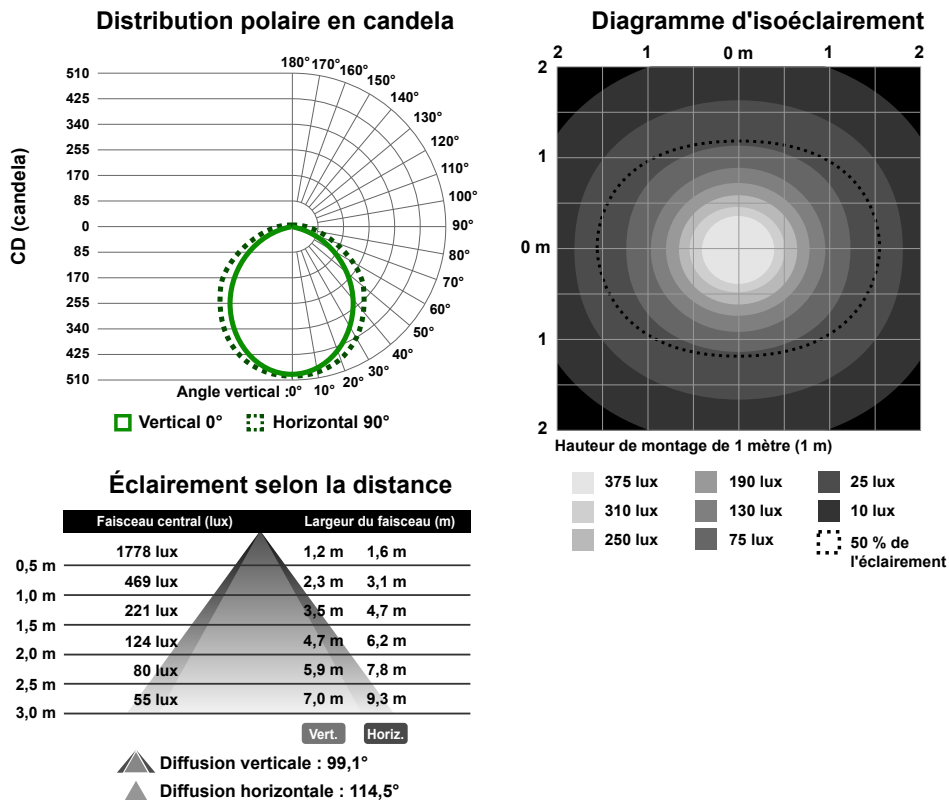 Distribution polaire en candela
180° 170° 160° 150° 140° 130° 120° 110° 100° 90° 80° 70° 60° 50° 40° 30° 20° 10° 0°
510
425
340
255
170
85
0
85
170
255
340
425
510
CD (candela)
Angle vertical :
Vertical 0° Horizontal 90°
Diagramme d'isoéclairement
2 1 0 m 1 2
2
1
0 m
1
2
Hauteur de montage de 1 mètre (1 m)
375 lux 190 lux 25 lux
310 lux 130 lux 10 lux
250 lux 75 lux 50 % de
l'éclairement
Éclairement selon la distance
Faisceau central (lux) Largeur du faisceau (m)
1778 lux 1,2 m 1,6 m
0,5 m
469 lux 2,3 m 3,1 m
1,0 m
221 lux 3,5 m 4,7 m
1,5 m
124 lux 4,7 m 6,2 m
2,0 m
80 lux 5,9 m 7,8 m
2,5 m
55 lux 7,0 m 9,3 m
3,0 m
Vert. Horiz.
Diffusion verticale : 99,1°
Diffusion horizontale : 114,5°